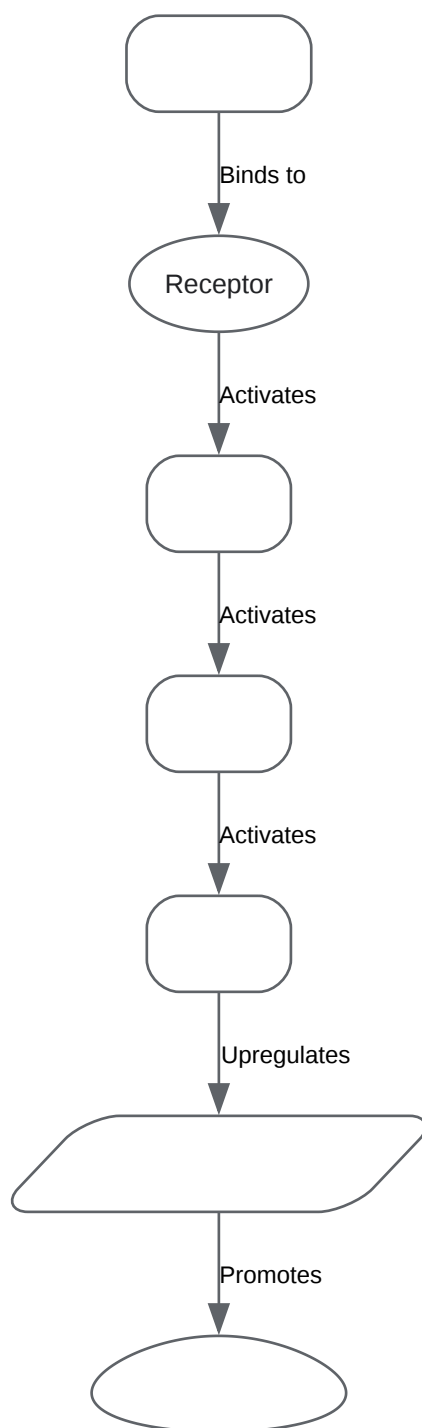 Binds to
Receptor
Activates
Activates
Activates
Upregulates
Promotes